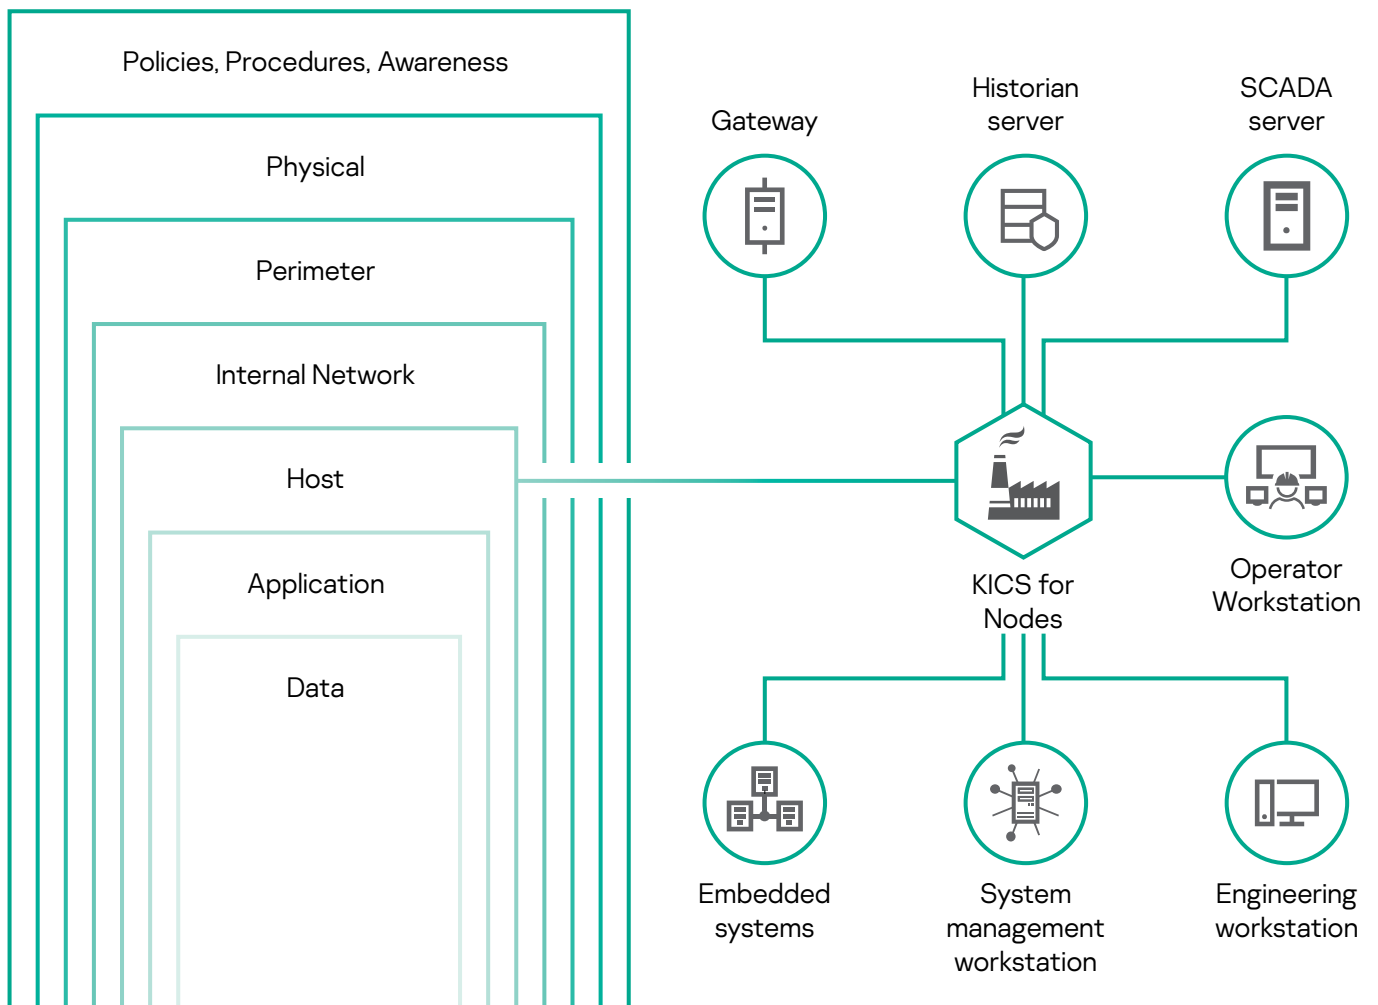 Policies, Procedures, Awareness
Physical
Perimeter
Internal Network
Host
Application
Data
Gateway
Historian
server
SCADA
server
KICS for
Nodes
Operator
Workstation
Embedded
systems
System
management
workstation
Engineering
workstation